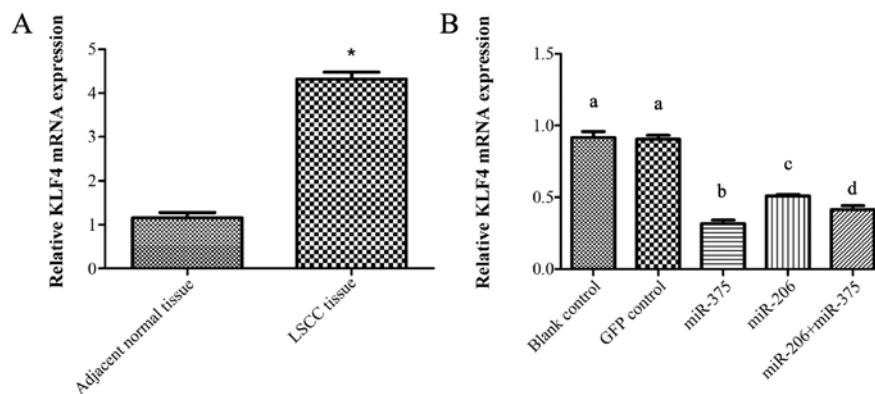 A
Relative KLF4 mRNA expression
5
4
3
2
1
0
*
Adjacent normal tissue
LSCC tissue
B
Relative KLF4 mRNA expression
1.5
1.0
0.5
0.0
a
a
b
c
d
Blank control
GFP control
miR-375
miR-206
miR-206+miR-375